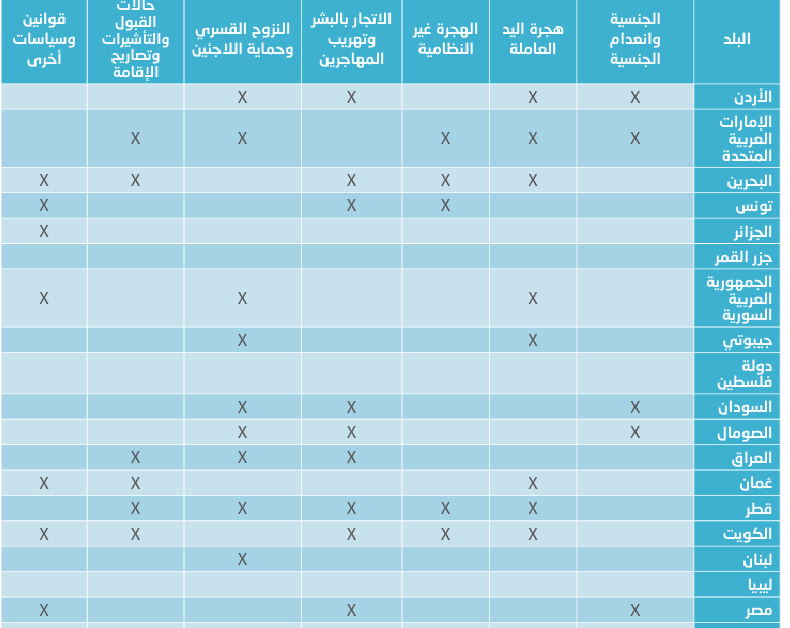 البلد | الجنسية وانعدام الجنسية | هجرة اليد العاملة | الهجرة غير النظامية | الاتجار بالبشر وتهريب المهاجرين | النزوح القسري وحماية اللاجئين | حالات القبول والتأشيرات وتصاريح الإقامة | قوانين وسياسات أخرى
الأردن | X | X | | X | X | |
الإمارات العربية المتحدة | X | X | X | | X | X |
البحرين | | X | X | X | | X | X
تونس | | | X | X | | | X
الجزائر | | | | | | | X
جزر القمر | | | | | | |
الجمهورية العربية السورية | | X | | | X | | X
جيبوتي | | X | | | X | |
دولة فلسطين | | | | | | |
السودان | X | | | X | X | |
الصومال | X | | | X | X | |
العراق | | | | X | X | X |
عُمان | | X | | | | X | X
قطر | | X | X | X | X | X |
الكويت | | X | X | X | | X | X
لبنان | | | | | X | |
ليبيا | | | | | | |
مصر | X | | | X | | | X